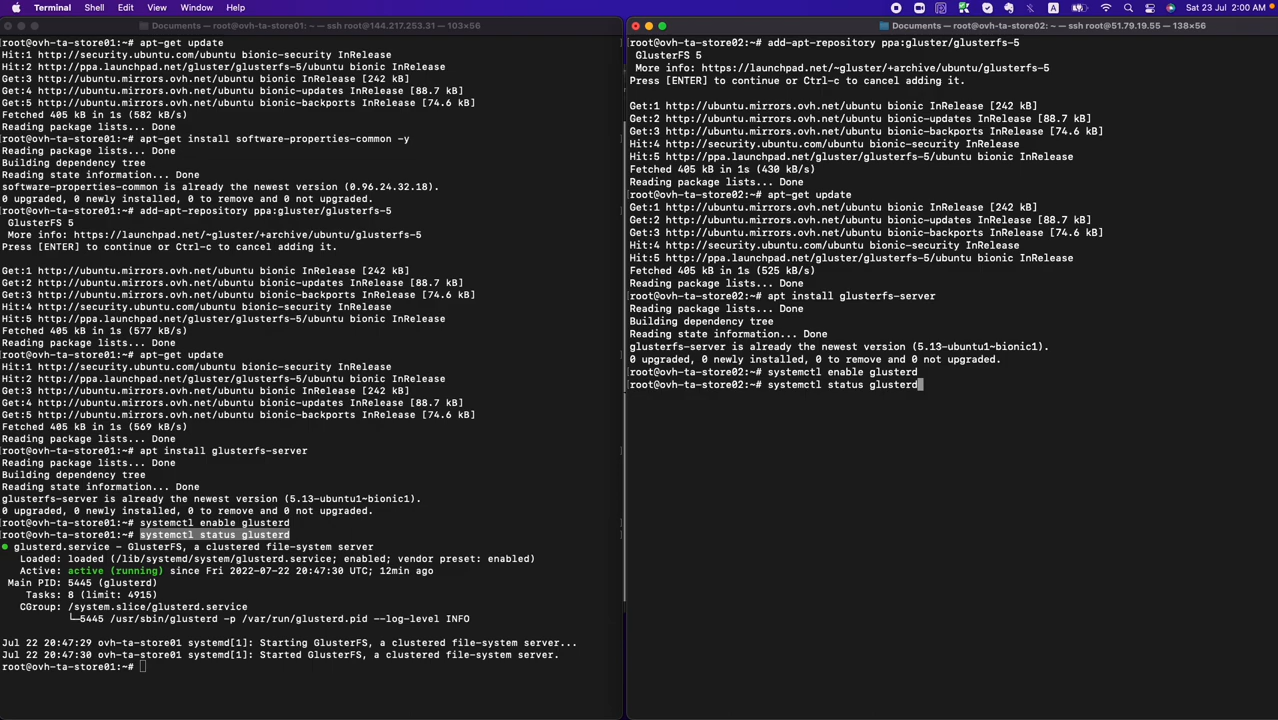 Terminal Shell Edit View Window Help
A Sat 23 Jul 2:00 AM
Documents — root@ovh-ta-store01: ~ — ssh root@144.217.253.31 — 103×56
root@ovh-ta-store01:~# apt-get update
Hit:1 http://security.ubuntu.com/ubuntu bionic-security InRelease
Hit:2 http://ppa.launchpad.net/gluster/glusterfs-5/ubuntu bionic InRelease
Get:3 http://ubuntu.mirrors.ovh.net/ubuntu bionic InRelease [242 kB]
Get:4 http://ubuntu.mirrors.ovh.net/ubuntu bionic-updates InRelease [88.7 kB]
Get:5 http://ubuntu.mirrors.ovh.net/ubuntu bionic-backports InRelease [74.6 kB]
Fetched 405 kB in 1s (582 kB/s)
Reading package lists... Done
root@ovh-ta-store01:~# apt-get install software-properties-common -y
Reading package lists... Done
Building dependency tree
Reading state information... Done
software-properties-common is already the newest version (0.96.24.32.18).
0 upgraded, 0 newly installed, 0 to remove and 0 not upgraded.
root@ovh-ta-store01:~# add-apt-repository ppa:gluster/glusterfs-5
GlusterFS 5
More info: https://launchpad.net/~gluster/+archive/ubuntu/glusterfs-5
Press [ENTER] to continue or Ctrl-c to cancel adding it.
Get:1 http://ubuntu.mirrors.ovh.net/ubuntu bionic InRelease [242 kB]
Get:2 http://ubuntu.mirrors.ovh.net/ubuntu bionic-updates InRelease [88.7 kB]
Get:3 http://ubuntu.mirrors.ovh.net/ubuntu bionic-backports InRelease [74.6 kB]
Hit:4 http://security.ubuntu.com/ubuntu bionic-security InRelease
Hit:5 http://ppa.launchpad.net/gluster/glusterfs-5/ubuntu bionic InRelease
Fetched 405 kB in 1s (577 kB/s)
Reading package lists... Done
root@ovh-ta-store01:~# apt-get update
Hit:1 http://security.ubuntu.com/ubuntu bionic-security InRelease
Hit:2 http://ppa.launchpad.net/gluster/glusterfs-5/ubuntu bionic InRelease
Get:3 http://ubuntu.mirrors.ovh.net/ubuntu bionic InRelease [242 kB]
Get:4 http://ubuntu.mirrors.ovh.net/ubuntu bionic-updates InRelease [88.7 kB]
Get:5 http://ubuntu.mirrors.ovh.net/ubuntu bionic-backports InRelease [74.6 kB]
Fetched 405 kB in 1s (569 kB/s)
Reading package lists... Done
root@ovh-ta-store01:~# apt install glusterfs-server
Reading package lists... Done
Building dependency tree
Reading state information... Done
glusterfs-server is already the newest version (5.13-ubuntu1~bionic1).
0 upgraded, 0 newly installed, 0 to remove and 0 not upgraded.
root@ovh-ta-store01:~# systemctl enable glusterd
root@ovh-ta-store01:~# systemctl status glusterd
● glusterd.service - GlusterFS, a clustered file-system server
Loaded: loaded (/lib/systemd/system/glusterd.service; enabled; vendor preset: enabled)
Active: active (running) since Fri 2022-07-22 20:47:30 UTC; 12min ago
Main PID: 5445 (glusterd)
Tasks: 8 (limit: 4915)
CGroup: /system.slice/glusterd.service
└─5445 /usr/sbin/glusterd -p /var/run/glusterd.pid --log-level INFO
Jul 22 20:47:29 ovh-ta-store01 systemd[1]: Starting GlusterFS, a clustered file-system server...
Jul 22 20:47:30 ovh-ta-store01 systemd[1]: Started GlusterFS, a clustered file-system server.
root@ovh-ta-store01:~#
Documents — root@ovh-ta-store02: ~ — ssh root@51.79.19.55 — 138×56
root@ovh-ta-store02:~# add-apt-repository ppa:gluster/glusterfs-5
GlusterFS 5
More info: https://launchpad.net/~gluster/+archive/ubuntu/glusterfs-5
Press [ENTER] to continue or Ctrl-c to cancel adding it.
Get:1 http://ubuntu.mirrors.ovh.net/ubuntu bionic InRelease [242 kB]
Get:2 http://ubuntu.mirrors.ovh.net/ubuntu bionic-updates InRelease [88.7 kB]
Get:3 http://ubuntu.mirrors.ovh.net/ubuntu bionic-backports InRelease [74.6 kB]
Hit:4 http://security.ubuntu.com/ubuntu bionic-security InRelease
Hit:5 http://ppa.launchpad.net/gluster/glusterfs-5/ubuntu bionic InRelease
Fetched 405 kB in 1s (430 kB/s)
Reading package lists... Done
root@ovh-ta-store02:~# apt-get update
Get:1 http://ubuntu.mirrors.ovh.net/ubuntu bionic InRelease [242 kB]
Get:2 http://ubuntu.mirrors.ovh.net/ubuntu bionic-updates InRelease [88.7 kB]
Get:3 http://ubuntu.mirrors.ovh.net/ubuntu bionic-backports InRelease [74.6 kB]
Hit:4 http://security.ubuntu.com/ubuntu bionic-security InRelease
Hit:5 http://ppa.launchpad.net/gluster/glusterfs-5/ubuntu bionic InRelease
Fetched 405 kB in 1s (525 kB/s)
Reading package lists... Done
root@ovh-ta-store02:~# apt install glusterfs-server
Reading package lists... Done
Building dependency tree
Reading state information... Done
glusterfs-server is already the newest version (5.13-ubuntu1~bionic1).
0 upgraded, 0 newly installed, 0 to remove and 0 not upgraded.
root@ovh-ta-store02:~# systemctl enable glusterd
root@ovh-ta-store02:~# systemctl status glusterd